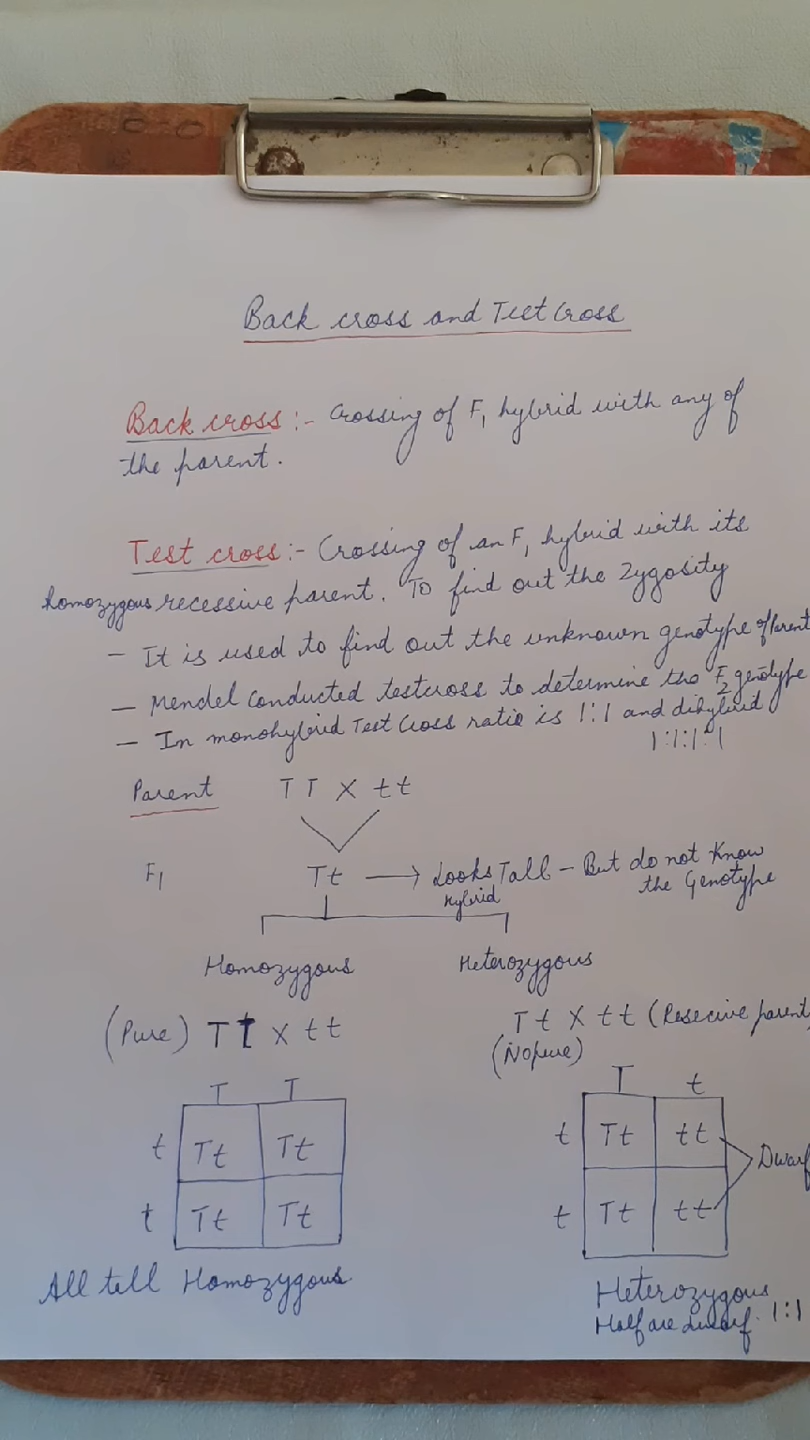 Back cross and Test Cross
Back cross :- Crossing of F1 hybrid with any of
the parent.
Test cross :- Crossing of an F1 hybrid with its
homozygous recessive parent. To find out the Zygosity
- It is used to find out the unknown genotype of Parent
- Mendel conducted testcross to determine the F2 genotype
- In monohybrid Test Cross ratio is 1:1 and dihybrid
1:1:1:1
Parent TT X tt
F1 Tt → Looks Tall - But do not Know
Hybrid the Genotype
Homozygous Heterozygous
(Pure) TT X tt
Tt X tt (Resecive parent
(Nopure)
T T
t Tt Tt
t Tt Tt
T t
t Tt tt
t Tt tt
Dwarf
All tell Homozygous
Heterozygous
Half are dwarf. 1:1